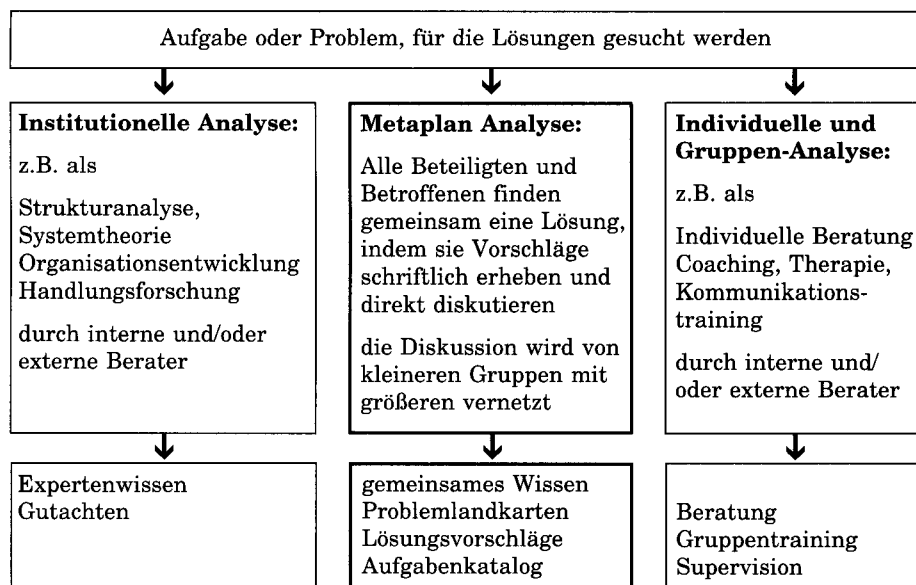 Aufgabe oder Problem, für die Lösungen gesucht werden
Institutionelle Analyse:
z.B. als
Strukturanalyse,
Systemtheorie
Organisationsentwicklung
Handlungsforschung
durch interne und/oder
externe Berater
Metaplan Analyse:
Alle Beteiligten und
Betroffenen finden
gemeinsam eine Lösung,
indem sie Vorschläge
schriftlich erheben und
direkt diskutieren
die Diskussion wird von
kleineren Gruppen mit
größeren vernetzt
Individuelle und
Gruppen-Analyse:
z.B. als
Individuelle Beratung
Coaching, Therapie,
Kommunikations-
training
durch interne und/
oder externe Berater
Expertenwissen
Gutachten
gemeinsames Wissen
Problemlandkarten
Lösungsvorschläge
Aufgabenkatalog
Beratung
Gruppentraining
Supervision